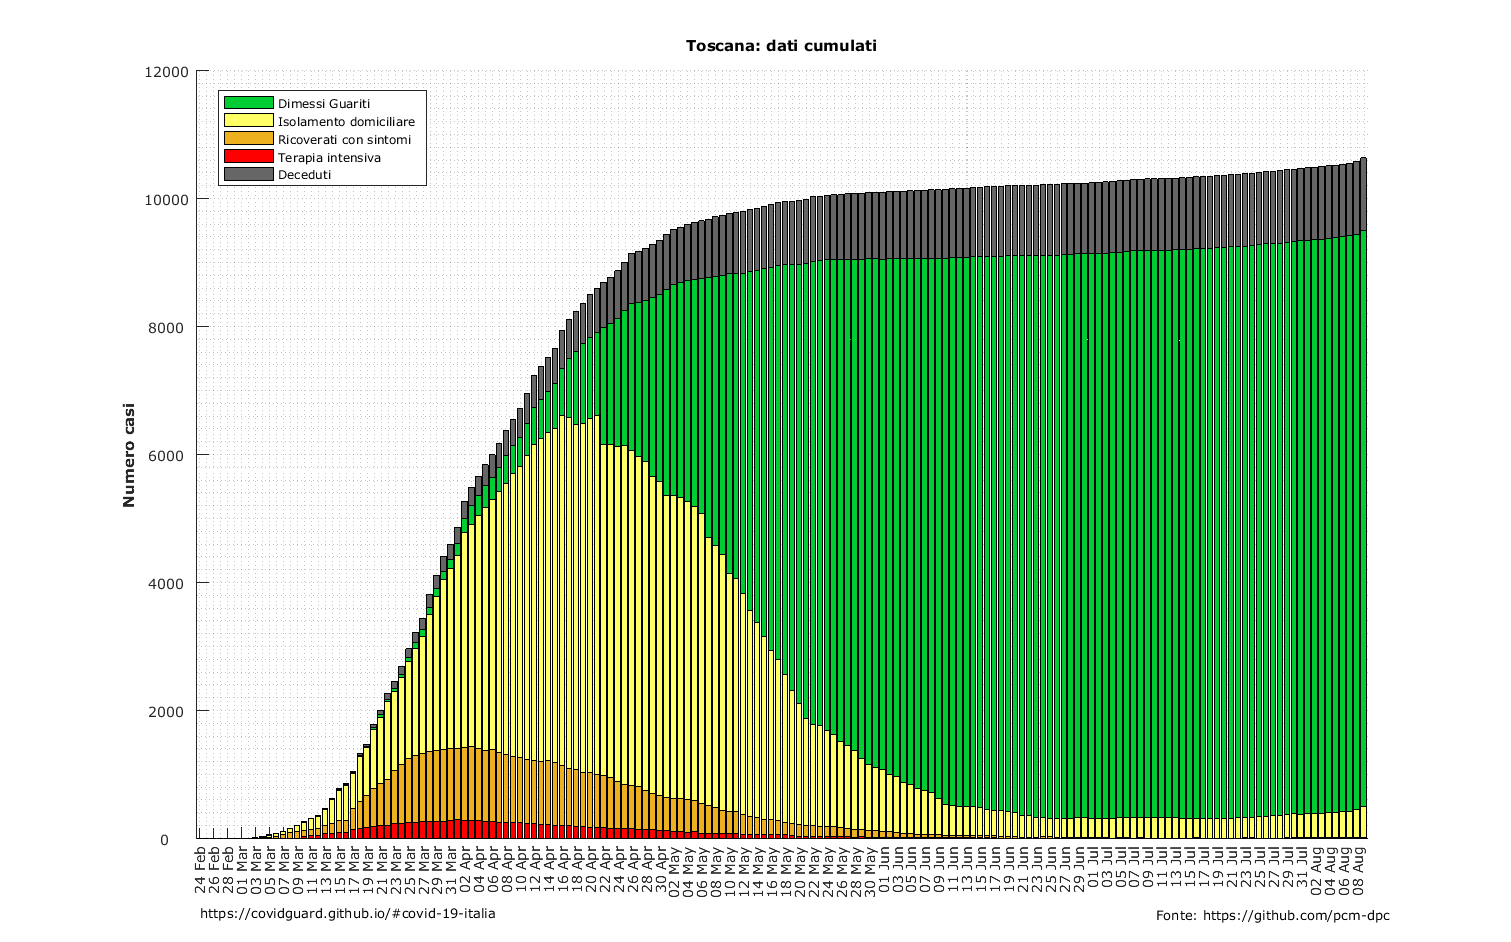 Toscana: dati cumulati
12000
10000
8000
6000
4000
2000
0
Numero casi
Dimessi Guariti
Isolamento domiciliare
Ricoverati con sintomi
Terapia intensiva
Deceduti
24 Feb
26 Feb
28 Feb
01 Mar
03 Mar
05 Mar
07 Mar
09 Mar
11 Mar
13 Mar
15 Mar
17 Mar
19 Mar
21 Mar
23 Mar
25 Mar
27 Mar
29 Mar
31 Mar
02 Apr
04 Apr
06 Apr
08 Apr
10 Apr
12 Apr
14 Apr
16 Apr
18 Apr
20 Apr
22 Apr
24 Apr
26 Apr
28 Apr
30 Apr
02 May
04 May
06 May
08 May
10 May
12 May
14 May
16 May
18 May
20 May
22 May
24 May
26 May
28 May
30 May
01 Jun
03 Jun
05 Jun
07 Jun
09 Jun
11 Jun
13 Jun
15 Jun
17 Jun
19 Jun
21 Jun
23 Jun
25 Jun
27 Jun
29 Jun
01 Jul
03 Jul
05 Jul
07 Jul
09 Jul
11 Jul
13 Jul
15 Jul
17 Jul
19 Jul
21 Jul
23 Jul
25 Jul
27 Jul
29 Jul
31 Jul
02 Aug
04 Aug
06 Aug
08 Aug
https://covidguard.github.io/#covid-19-italia
Fonte: https://github.com/pcm-dpc